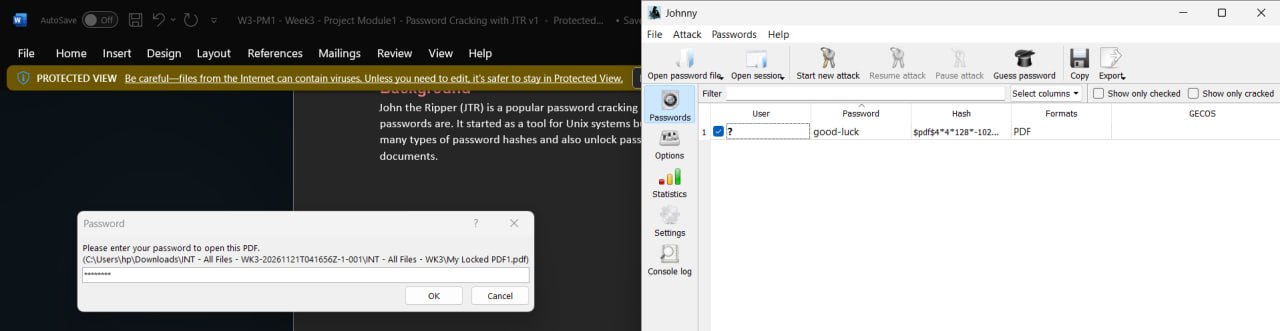 AutoSave Off W3-PM1 - Week3 - Project Module1 - Password Cracking with JTR v1 - Protected...
File Home Insert Design Layout References Mailings Review View Help
PROTECTED VIEW Be careful—files from the Internet can contain viruses. Unless you need to edit, it's safer to stay in Protected View.
Background
John the Ripper (JTR) is a popular password cracking
passwords are. It started as a tool for Unix systems
many types of password hashes and also unlock
documents.
Password ?
Please enter your password to open this PDF.
(C:\Users\hp\Downloads\INT - All Files - WK3-20261121T041656Z-1-001\INT - All Files - WK3\My Locked PDF1.pdf)
********
OK Cancel
Johnny
File Attack Passwords Help
Open password file Open session Start new attack Resume attack Pause attack Guess password Copy Export
Filter Select columns Show only checked Show only cracked
Passwords
Options
Statistics
Settings
Console log
User Password Hash Formats GECOS
1 ? good-luck $pdf$4*4*128*-102... PDF